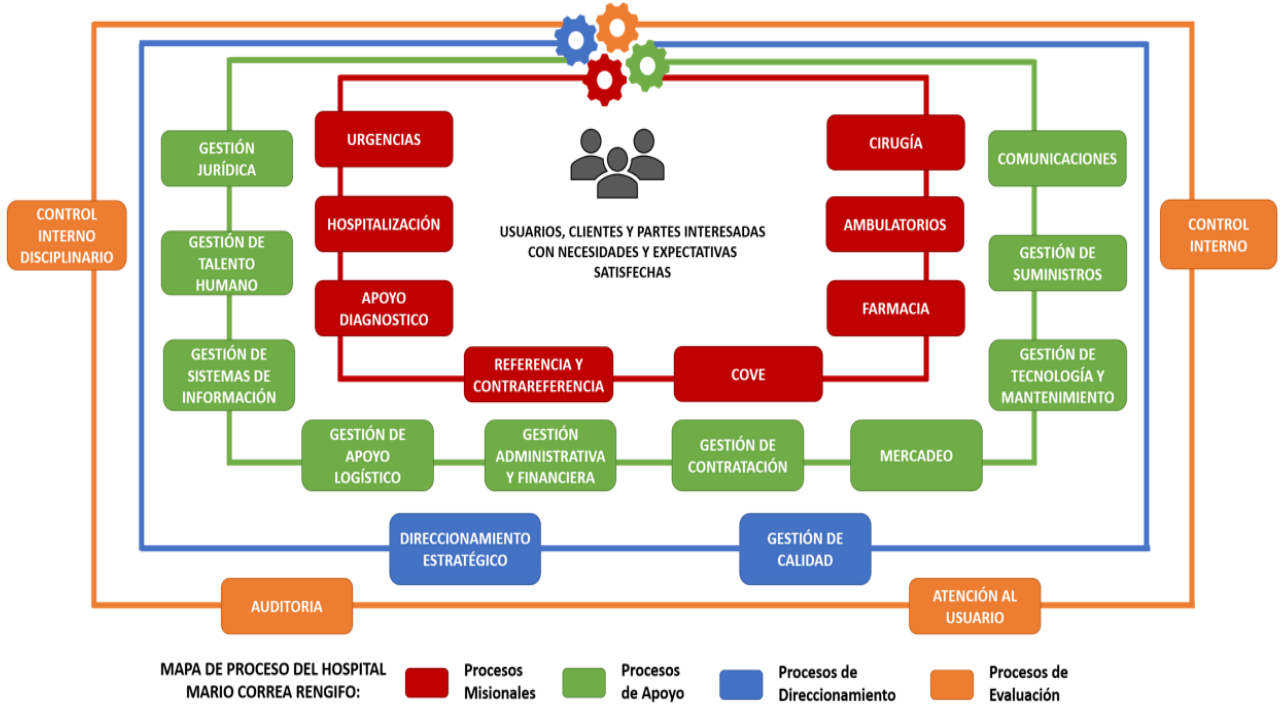 URGENCIAS
HOSPITALIZACIÓN
APOYO
DIAGNOSTICO
REFERENCIA Y
CONTRAREFERENCIA
COVE
CIRUGÍA
AMBULATORIOS
FARMACIA
USUARIOS, CLIENTES Y PARTES INTERESADAS
CON NECESIDADES Y EXPECTATIVAS
SATISFECHAS
GESTIÓN
JURÍDICA
GESTIÓN DE
TALENTO
HUMANO
GESTIÓN DE
SISTEMAS DE
INFORMACIÓN
GESTIÓN DE
APOYO
LOGÍSTICO
GESTIÓN
ADMINISTRATIVA
Y FINANCIERA
GESTIÓN DE
CONTRATACIÓN
MERCADEO
COMUNICACIONES
GESTIÓN DE
SUMINISTROS
GESTIÓN DE
TECNOLOGÍA Y
MANTENIMIENTO
CONTROL
INTERNO
DISCIPLINARIO
CONTROL
INTERNO
DIRECCIONAMIENTO
ESTRATÉGICO
GESTIÓN DE
CALIDAD
AUDITORIA
ATENCIÓN AL
USUARIO
MAPA DE PROCESO DEL HOSPITAL
MARIO CORREA RENGIFO:
Procesos
Misionales
Procesos
de Apoyo
Procesos de
Direccionamiento
Procesos de
Evaluación